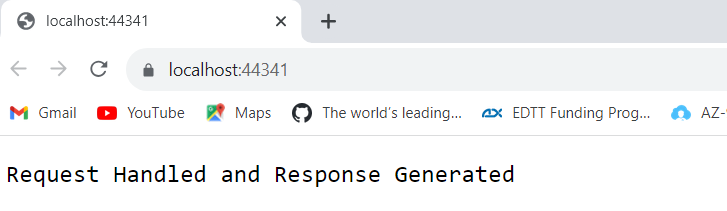 localhost:44341
localhost:44341
Gmail YouTube Maps The world's leading... EDTT Funding Prog... AZ-
Request Handled and Response Generated